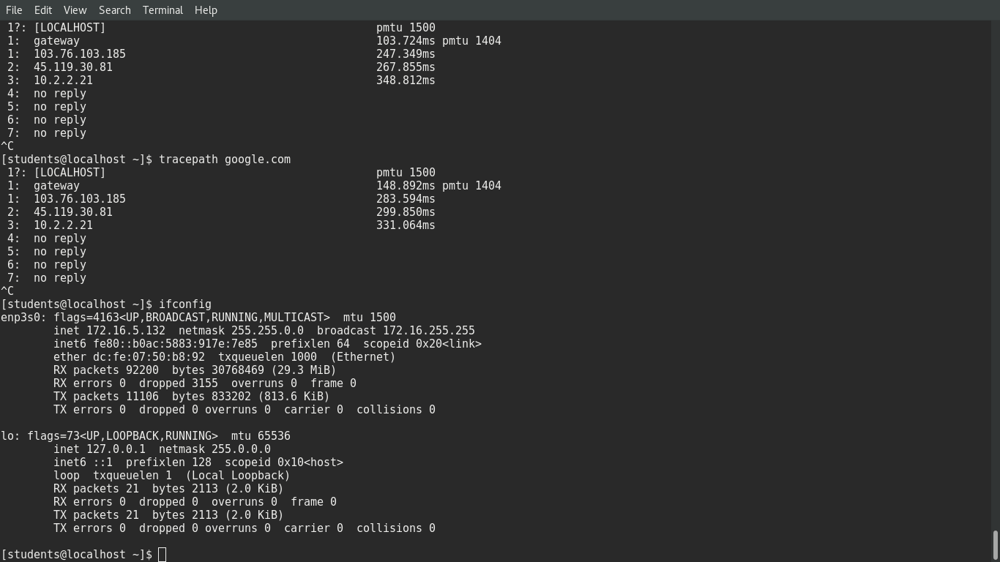 File Edit View Search Terminal Help
 1?: [LOCALHOST]                                         pmtu 1500
 1:  gateway                                             103.724ms pmtu 1404
 1:  103.76.103.185                                      247.349ms
 2:  45.119.30.81                                        267.855ms
 3:  10.2.2.21                                           348.812ms
 4:  no reply
 5:  no reply
 6:  no reply
 7:  no reply
^C
[students@localhost ~]$ tracepath google.com
 1?: [LOCALHOST]                                         pmtu 1500
 1:  gateway                                             148.892ms pmtu 1404
 1:  103.76.103.185                                      283.594ms
 2:  45.119.30.81                                        299.850ms
 3:  10.2.2.21                                           331.064ms
 4:  no reply
 5:  no reply
 6:  no reply
 7:  no reply
^C
[students@localhost ~]$ ifconfig
enp3s0: flags=4163<UP,BROADCAST,RUNNING,MULTICAST>  mtu 1500
        inet 172.16.5.132  netmask 255.255.0.0  broadcast 172.16.255.255
        inet6 fe80::b0ac:5883:917e:7e85  prefixlen 64  scopeid 0x20<link>
        ether dc:fe:07:50:b8:92  txqueuelen 1000  (Ethernet)
        RX packets 92200  bytes 30768469 (29.3 MiB)
        RX errors 0  dropped 3155  overruns 0  frame 0
        TX packets 11106  bytes 833202 (813.6 KiB)
        TX errors 0  dropped 0 overruns 0  carrier 0  collisions 0

lo: flags=73<UP,LOOPBACK,RUNNING>  mtu 65536
        inet 127.0.0.1  netmask 255.0.0.0
        inet6 ::1  prefixlen 128  scopeid 0x10<host>
        loop  txqueuelen 1  (Local Loopback)
        RX packets 21  bytes 2113 (2.0 KiB)
        RX errors 0  dropped 0  overruns 0  frame 0
        TX packets 21  bytes 2113 (2.0 KiB)
        TX errors 0  dropped 0 overruns 0  carrier 0  collisions 0

[students@localhost ~]$